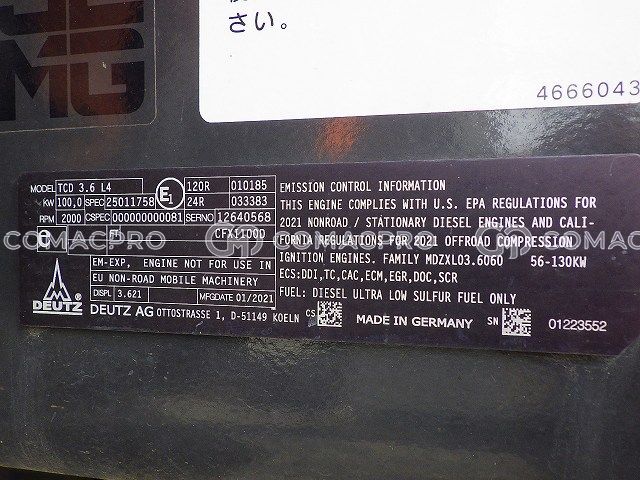 さい。
4666043
MG
MODEL TCD 3.6 L4 120R 010185
KW 100,0 SPEC 25011758 E1 24R 033383
RPM 2000 CSPEC 000000000081 SERNO 12640568
e
EM-EXP. ENGINE NOT FOR USE IN
EU NON-ROAD MOBILE MACHINERY
DISPL 3.621 MFGDATE 01/2021
DEUTZ
DEUTZ AG OTTOSTRASSE 1, D-51149 KOELN CS MADE IN GERMANY SN 01223552
EMISSION CONTROL INFORMATION
THIS ENGINE COMPLIES WITH U.S. EPA REGULATIONS FOR
2021 NONROAD / STATIONARY DIESEL ENGINES AND CALI-
FORNIA REGULATIONS FOR 2021 OFFROAD COMPRESSION
IGNITION ENGINES. FAMILY MDZXL03.6060 56-130KW
ECS:DDI,TC,CAC,ECM,EGR,DOC,SCR
FUEL: DIESEL ULTRA LOW SULFUR FUEL ONLY
COMACPRO COMACPRO COMACPRO